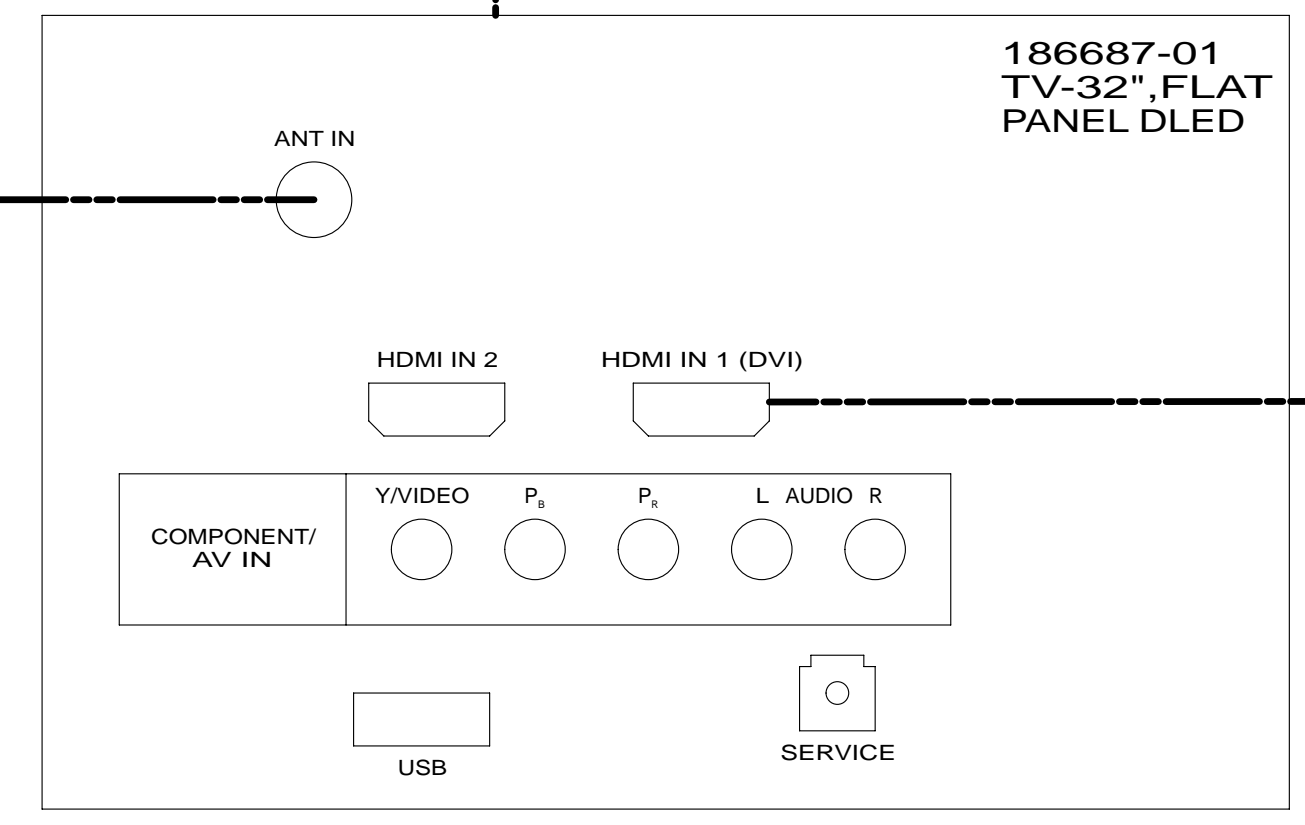 186687-01
TV-32",FLAT
PANEL DLED
ANT IN
HDMI IN 2
HDMI IN 1 (DVI)
Y/VIDEO PB PR L AUDIO R
COMPONENT/
AV IN
USB
SERVICE